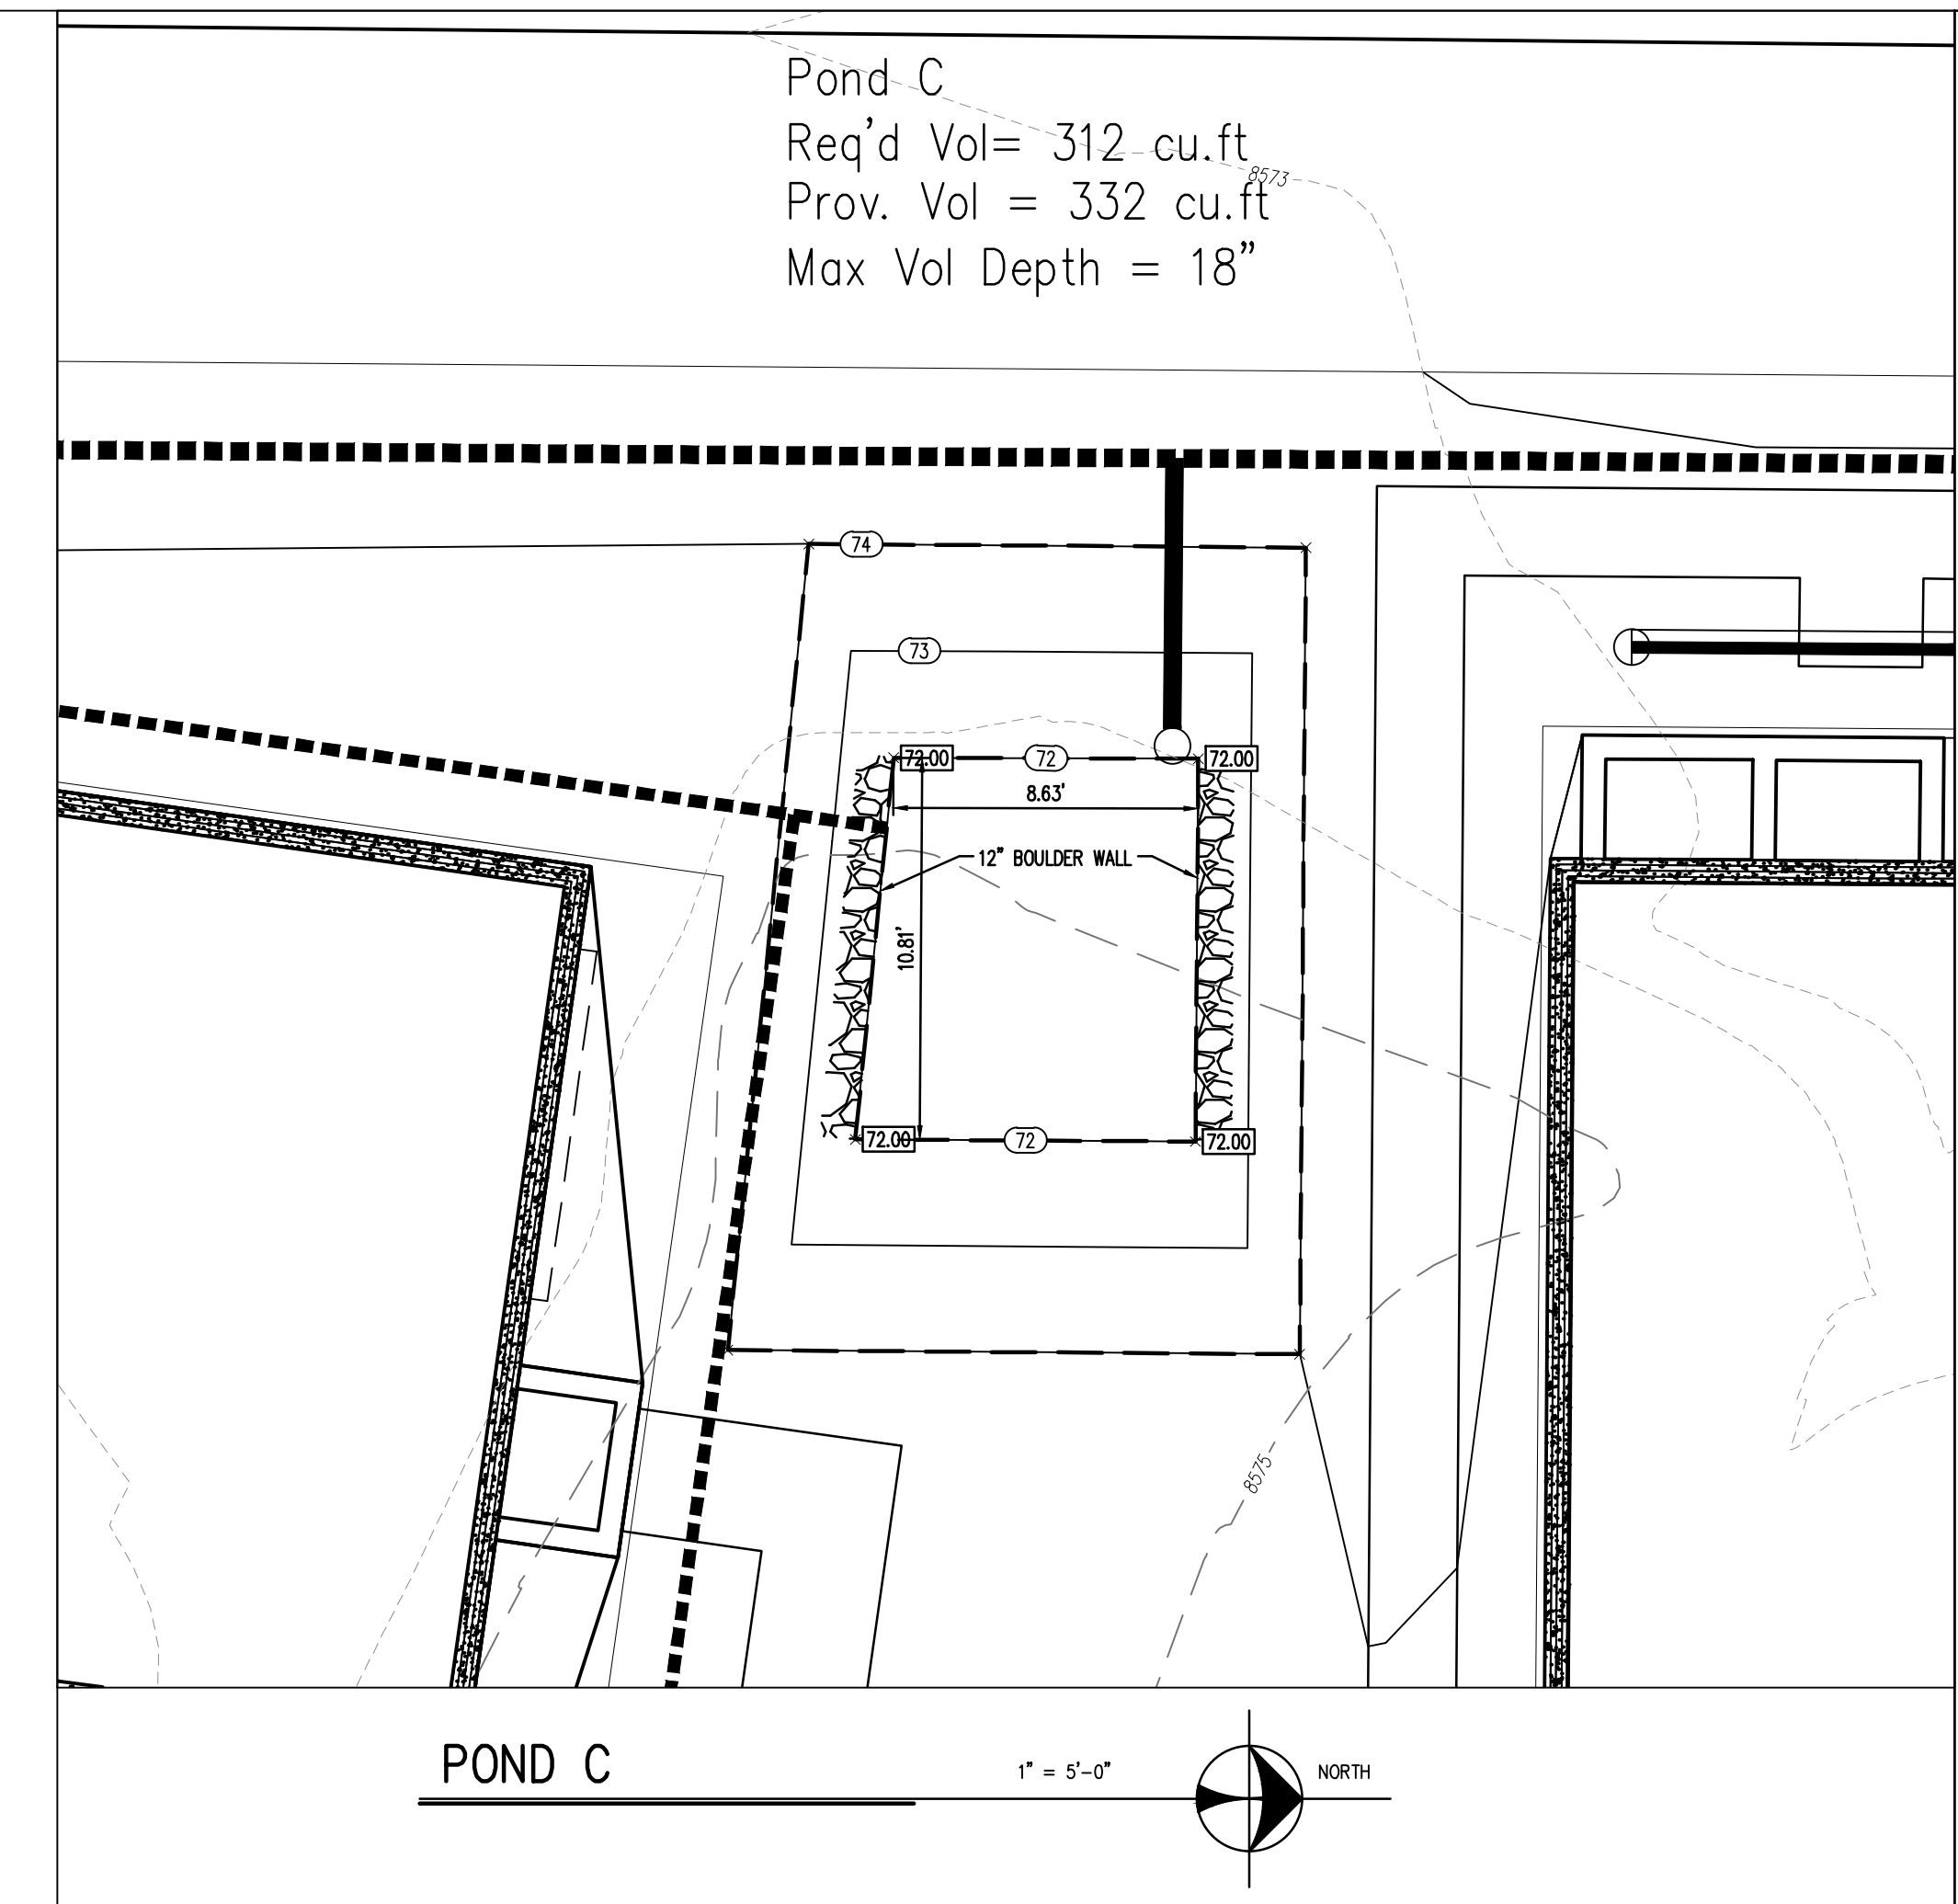 Pond C
Req'd Vol= 312 cu.ft
8573
Prov. Vol = 332 cu.ft
Max Vol Depth = 18"
74
73
72.00
72
72.00
8.63'
12" BOULDER WALL
10.81'
72.00
72
72.00
8575
POND C
1" = 5'-0"
NORTH